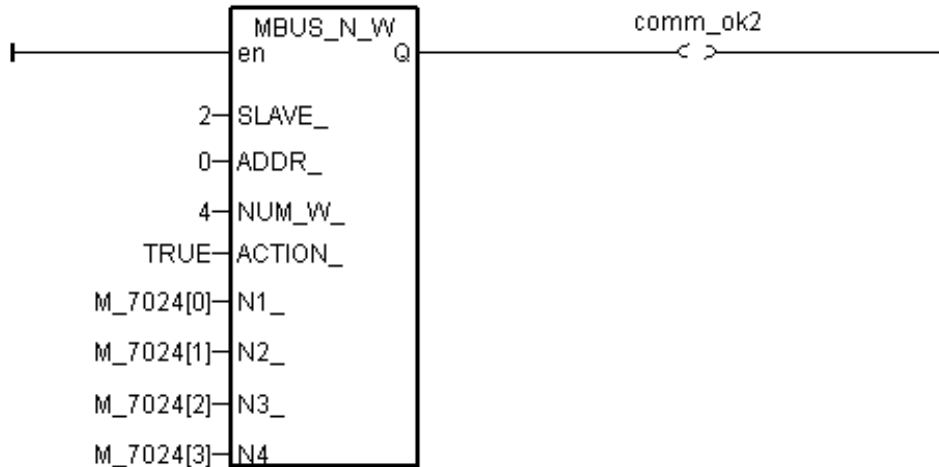 MBUS_N_W
comm_ok2
en Q
2 SLAVE_
0 ADDR_
4 NUM_W_
TRUE ACTION_
M_7024[0] N1_
M_7024[1] N2_
M_7024[2] N3_
M_7024[3] N4